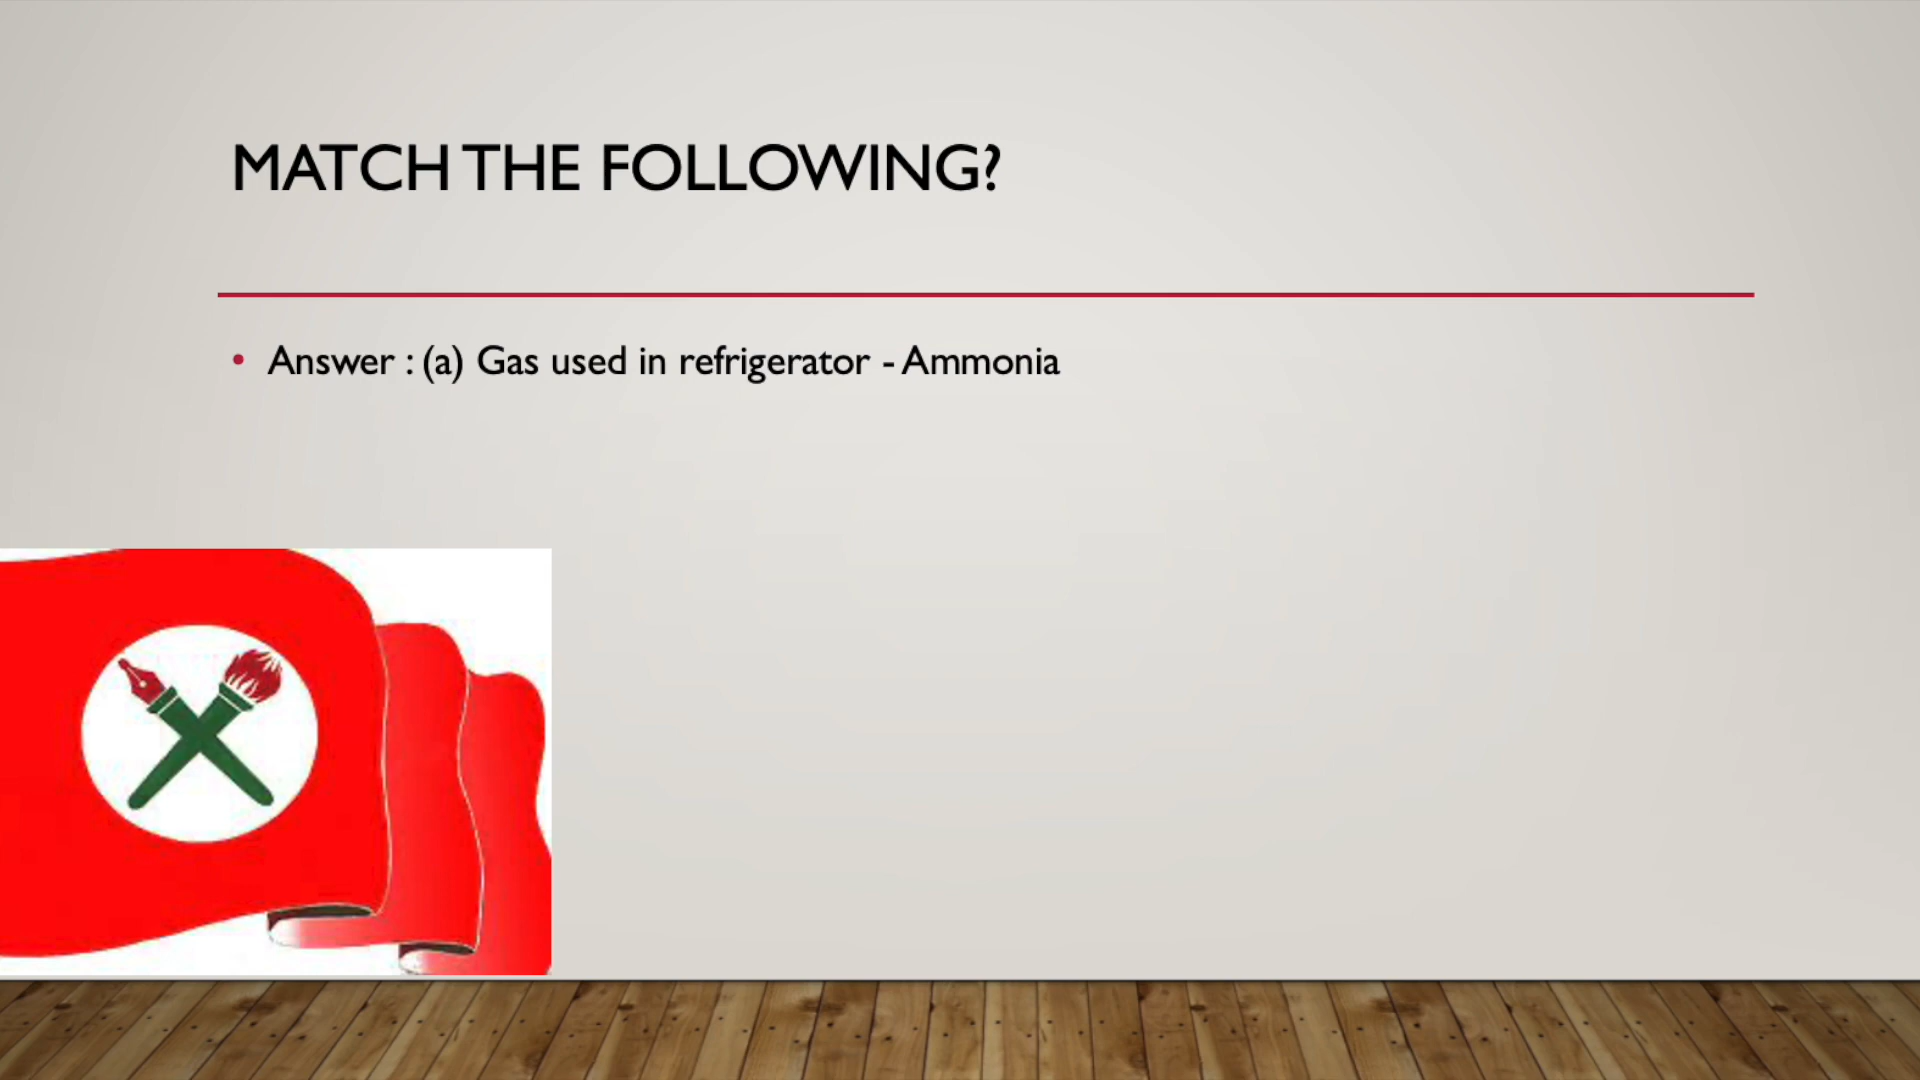 MATCH THE FOLLOWING?
• Answer : (a) Gas used in refrigerator - Ammonia